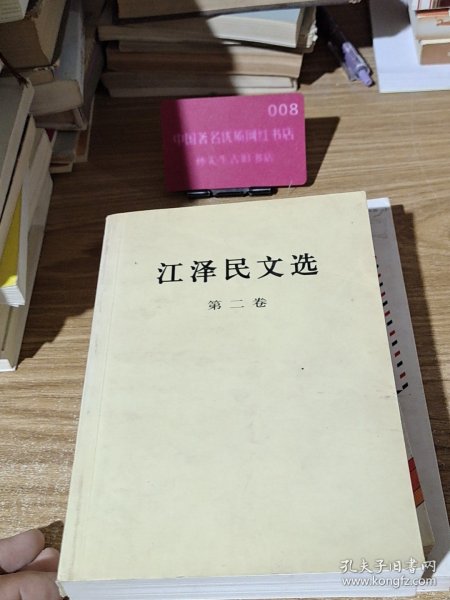 008
中国著名优质网红书店
江泽民文选
第二卷
孔夫子旧书网
www.kongfz.com